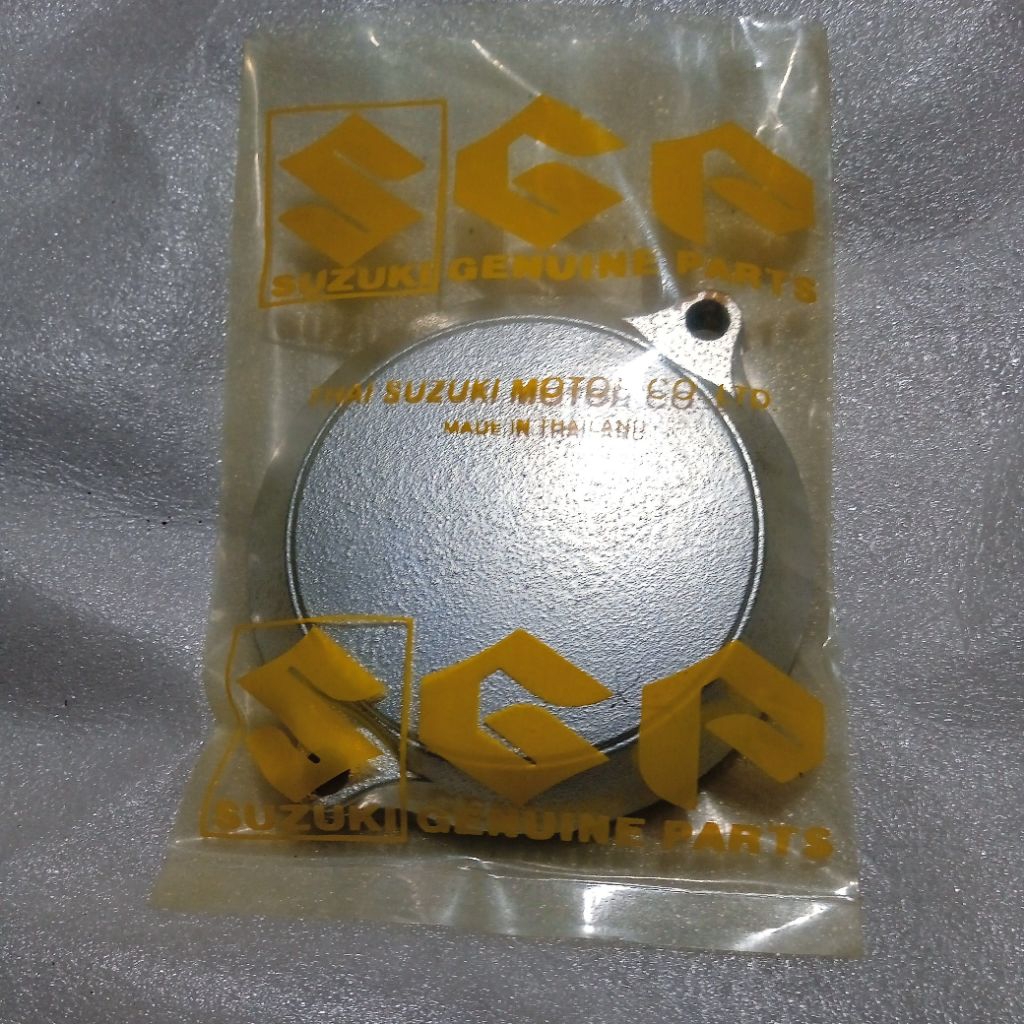 SGP
SUZUKI GENUINE PARTS
THAI SUZUKI MOTOR CO.,LTD
MADE IN THAILAND
SGP
SUZUKI GENUINE PARTS